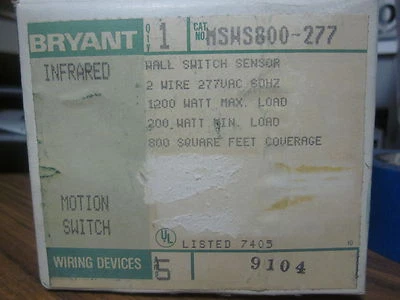 BRYANT
QTY 1
CAT. NO. MSWS800-277
INFRARED
WALL SWITCH SENSOR
2 WIRE 277VAC 60HZ
1200 WATT MAX. LOAD
200 WATT MIN. LOAD
800 SQUARE FEET COVERAGE
MOTION
SWITCH
UL
LISTED 7405
WIRING DEVICES
9104